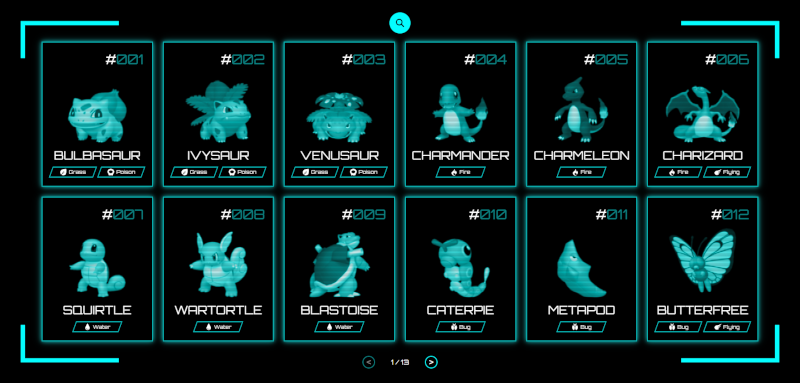 #001
BULBASAUR
Grass Poison
#002
IVYSAUR
Grass Poison
#003
VENUSAUR
Grass Poison
#004
CHARMANDER
Fire
#005
CHARMELEON
Fire
#006
CHARIZARD
Fire Flying
#007
SQUIRTLE
Water
#008
WARTORTLE
Water
#009
BLASTOISE
Water
#010
CATERPIE
Bug
#011
METAPOD
Bug
#012
BUTTERFREE
Bug Flying
< 1 / 13 >